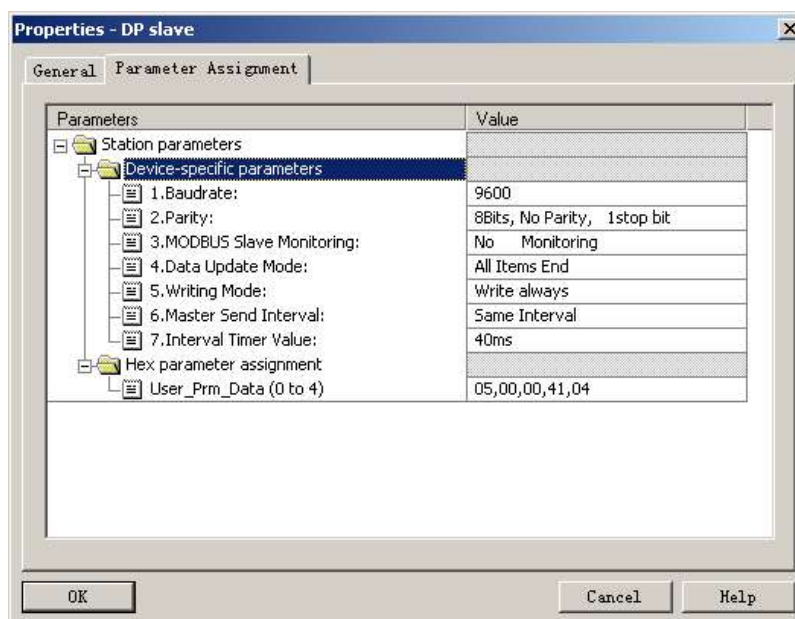 Properties - DP slave
General Parameter Assignment
Parameters Value
Station parameters
Device-specific parameters
1.Baudrate: 9600
2.Parity: 8Bits, No Parity, 1stop bit
3.MODBUS Slave Monitoring: No Monitoring
4.Data Update Mode: All Items End
5.Writing Mode: Write always
6.Master Send Interval: Same Interval
7.Interval Timer Value: 40ms
Hex parameter assignment
User_Prm_Data (0 to 4) 05,00,00,41,04
OK Cancel Help